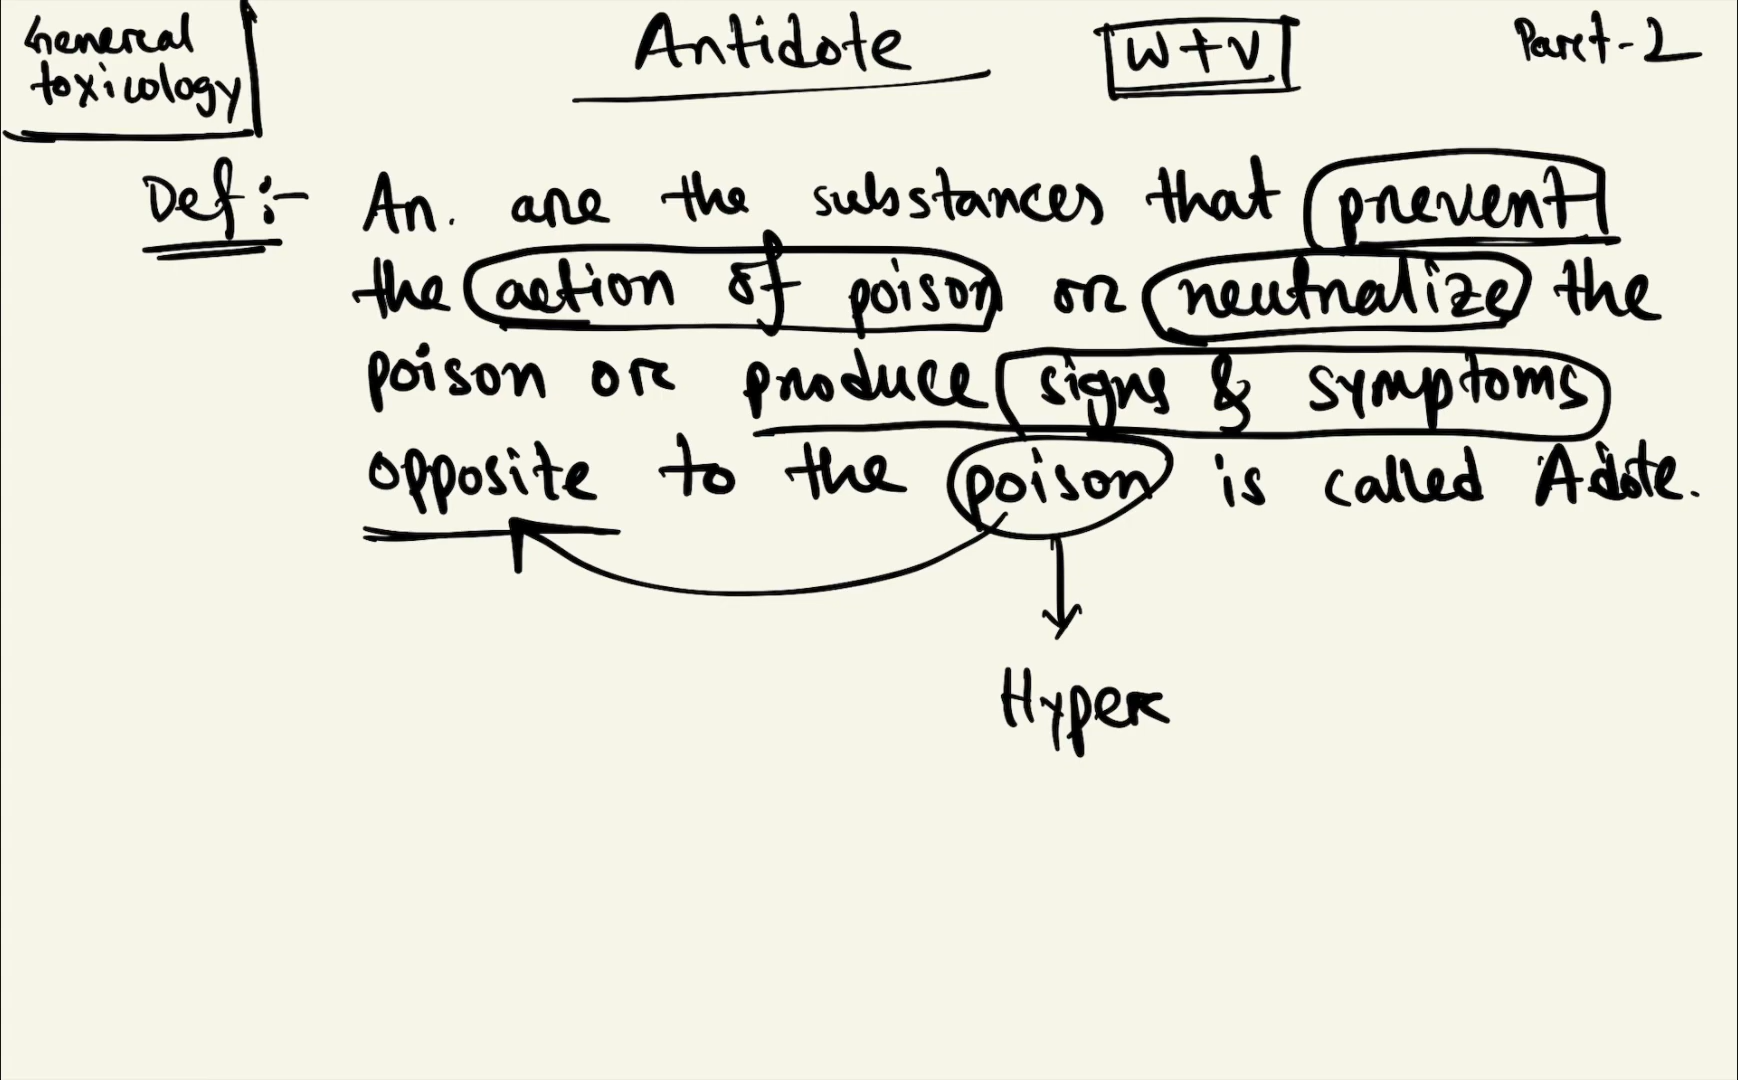 General
toxicology
Antidote
W+V
Part-2
Def:- An. are the substances that prevent
the action of poison or neutralize the
poison or produce signs & symptoms
opposite to the poison is called Adote.
Hyper